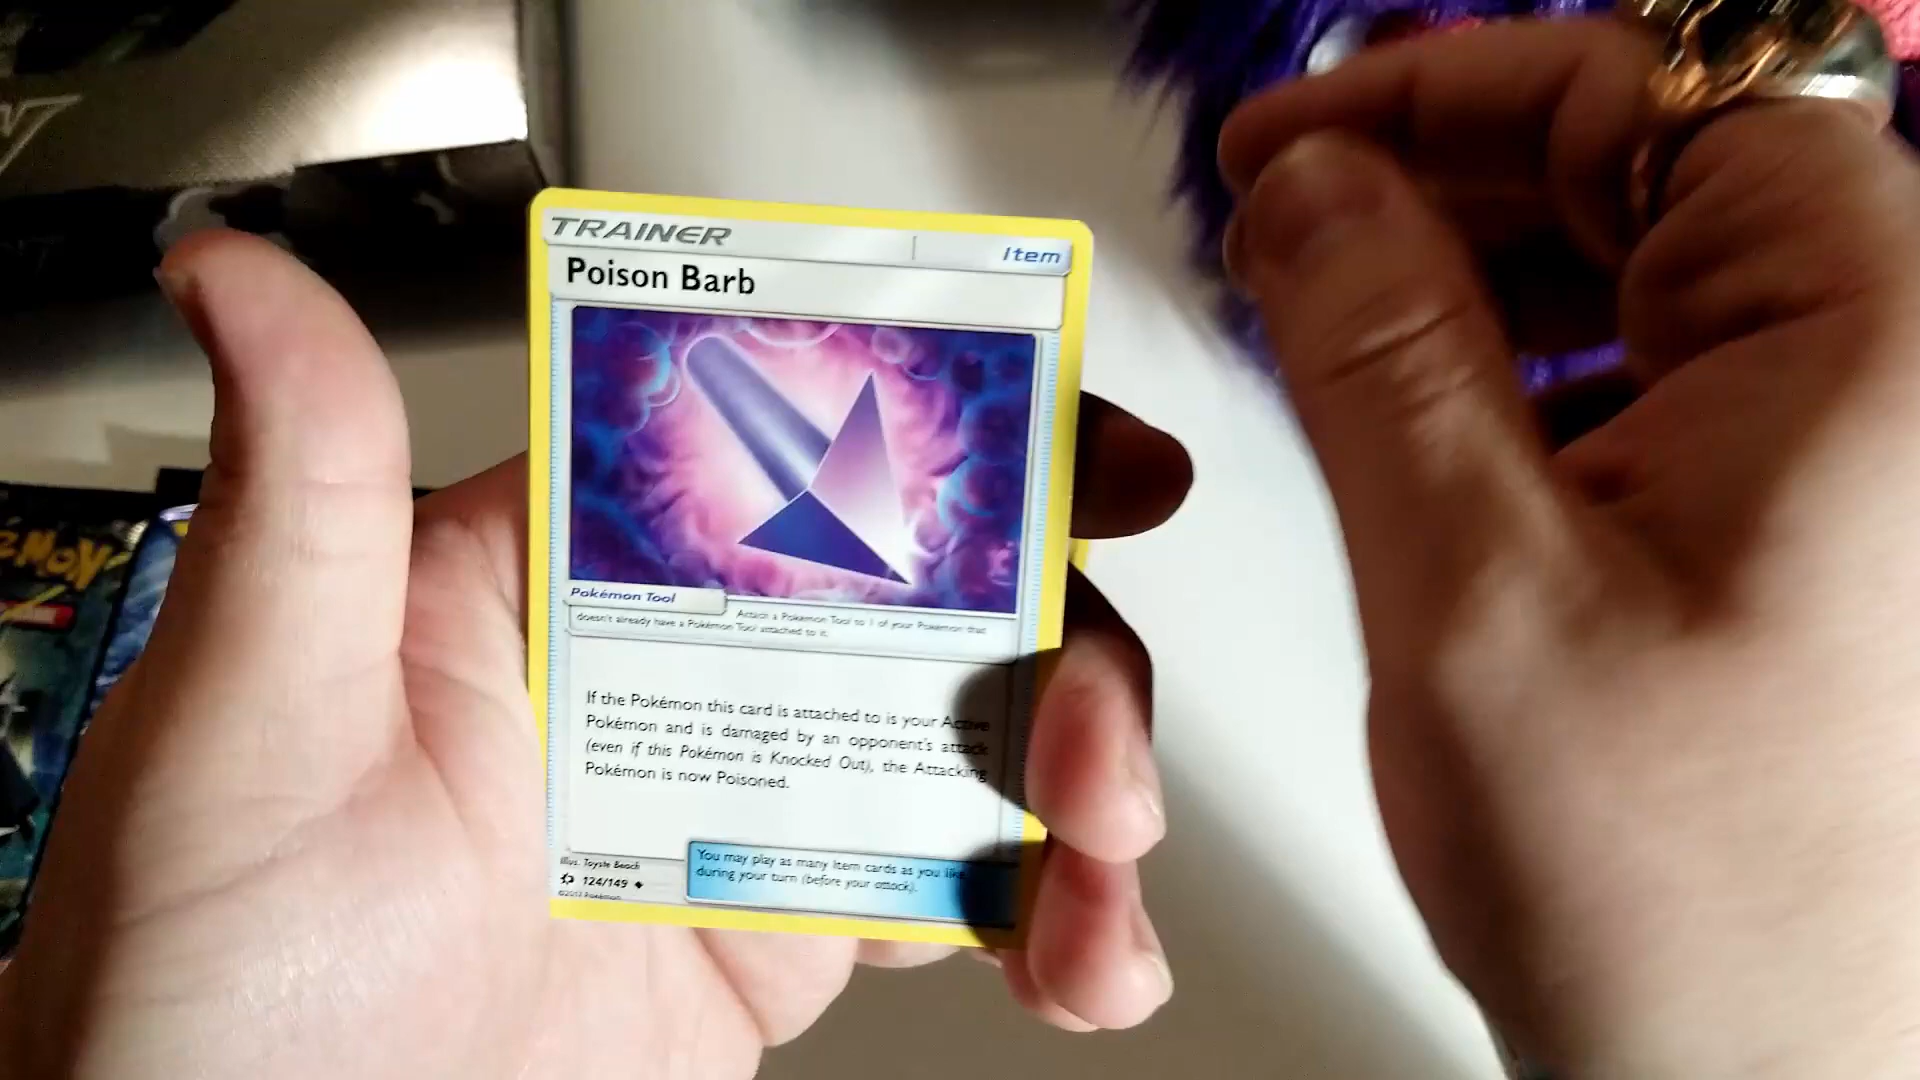 TRAINER
Item
Poison Barb
Pokémon Tool
Attach a Pokémon Tool to 1 of your Pokémon that
doesn't already have a Pokémon Tool attached to it.
If the Pokémon this card is attached to is your Active
Pokémon and is damaged by an opponent's attack
(even if this Pokémon is Knocked Out), the Attacking
Pokémon is now Poisoned.
You may play as many Item cards as you like
during your turn (before your attack).
Illus. Toyste Beach
124/149
©2017 Pokémon